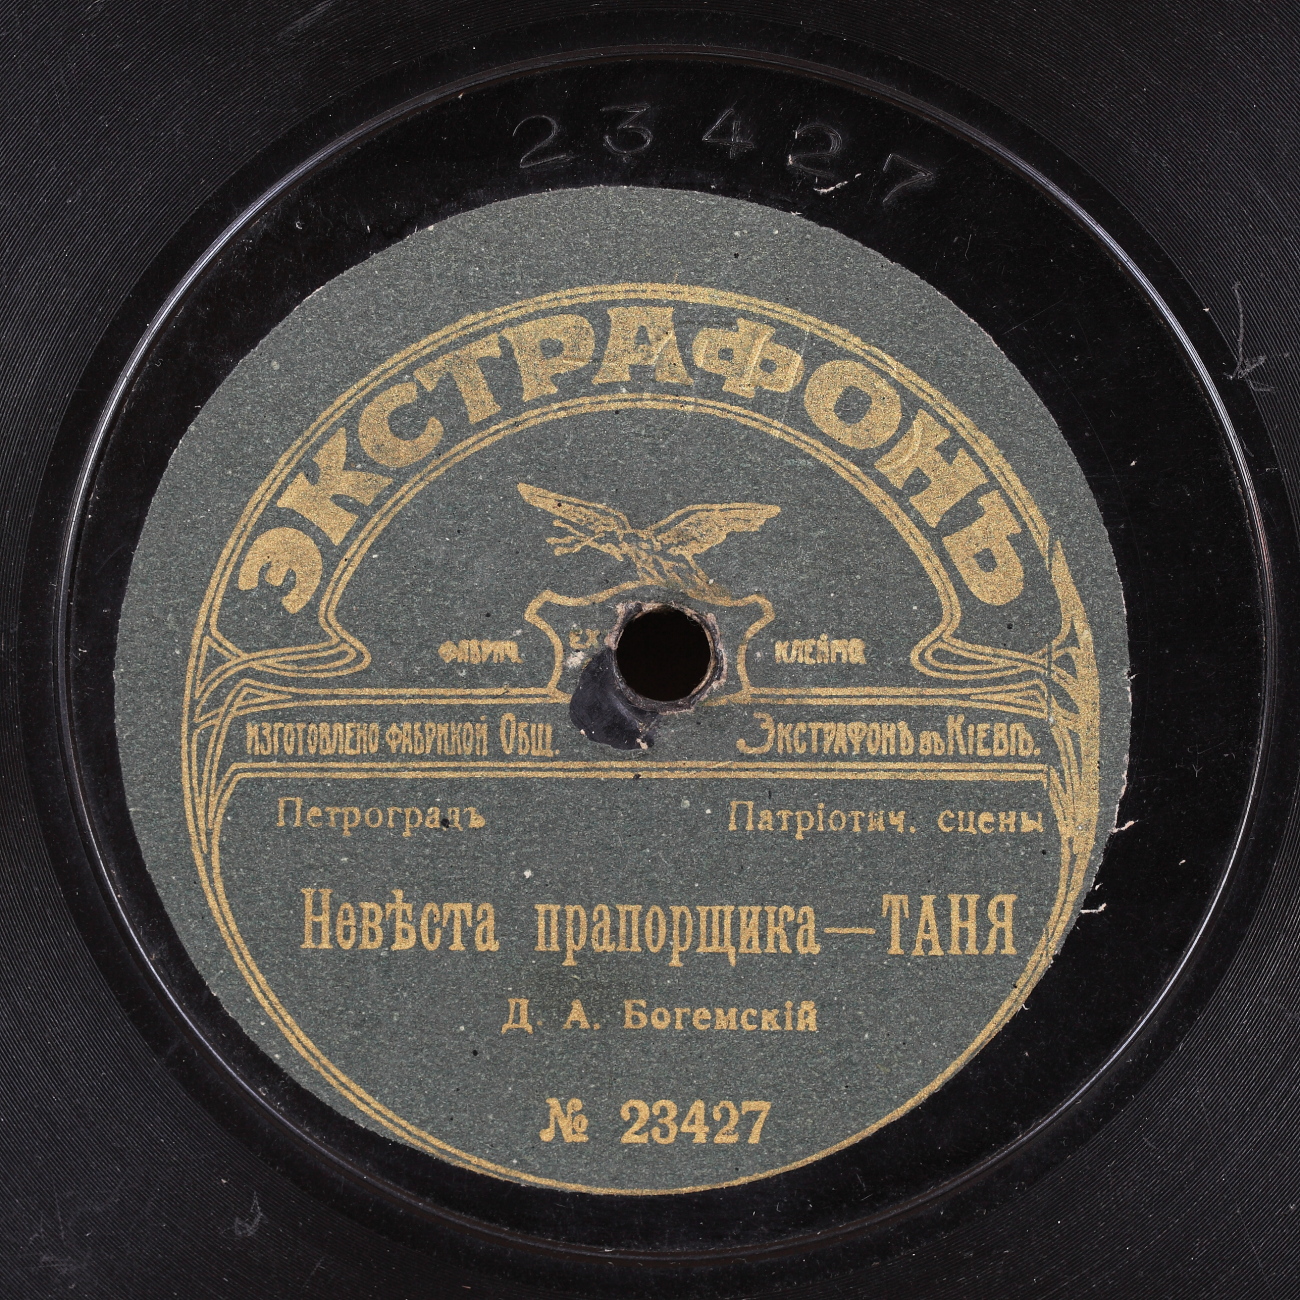 23427
ЭКСТРАФОНЪ
ФАБРИЧ. КЛЕЙМО
ИЗГОТОВЛЕНО ФАБРИКОЙ ОБЩ. ЭКСТРАФОНЪ въ КІЕВѢ.
Петроградъ Патріотич. сцены
Невѣста прапорщика—ТАНЯ
Д. А. Богемскій
№ 23427